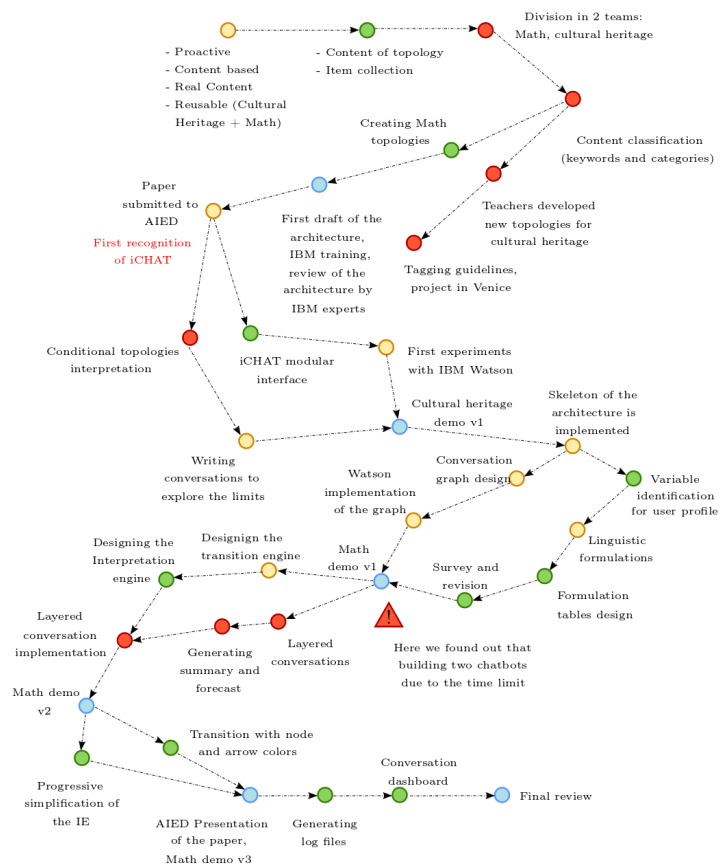 Division in 2 teams:
Math, cultural heritage
- Proactive
- Content based
- Real Content
- Reusable (Cultural
Heritage + Math)
- Content of topology
- Item collection
Creating Math
topologies
Content classification
(keywords and categories)
Paper
submitted to
AIED
First recognition
of iCHAT
First draft of the
architecture,
IBM training,
review of the
architecture by
IBM experts
Teachers developed
new topologies for
cultural heritage
Tagging guidelines,
project in Venice
Conditional topologies
interpretation
iCHAT modular
interface
First experiments
with IBM Watson
Cultural heritage
demo v1
Skeleton of the
architecture is
implemented
Writing
conversations to
explore the limits
Watson
implementation
of the graph
Conversation
graph design
Variable
identification
for user profile
Linguistic
formulations
Designing the
Interpretation
engine
Designign the
transition engine
Math
demo v1
Survey and
revision
Formulation
tables design
!
Here we found out that
building two chatbots
due to the time limit
Layered
conversation
implementation
Generating
summary and
forecast
Layered
conversations
Math demo
v2
Transition with node
and arrow colors
Progressive
simplification of
the IE
Conversation
dashboard
Final review
AIED Presentation
of the paper,
Math demo v3
Generating
log files